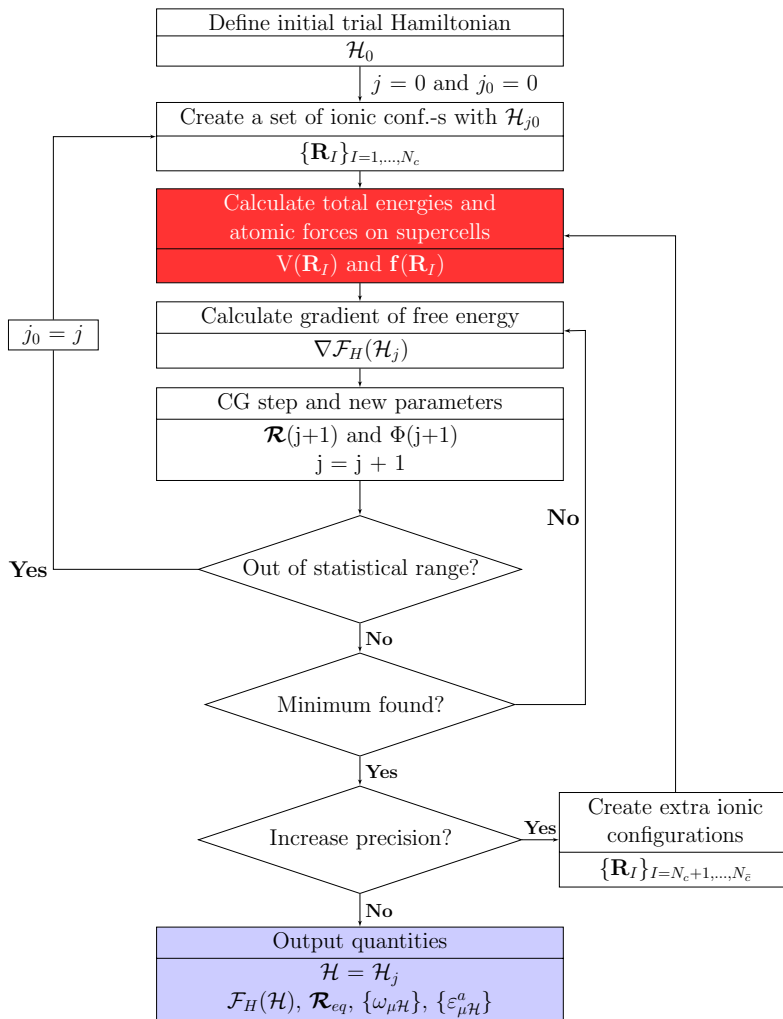 Define initial trial Hamiltonian
ℋ₀
j = 0 and j₀ = 0
Create a set of ionic conf.-s with ℋ_{j0}
{𝐑_I}_{I=1,...,N_c}
Calculate total energies and
atomic forces on supercells
V(𝐑_I) and 𝐟(𝐑_I)
Calculate gradient of free energy
∇ℱ_H(ℋ_j)
j₀ = j
CG step and new parameters
𝓡(j+1) and Φ(j+1)
j = j + 1
No
Yes
Out of statistical range?
No
Minimum found?
Yes
Increase precision?
Yes
Create extra ionic
configurations
{𝐑_I}_{I=N_c+1,...,N_{c̄}}
No
Output quantities
ℋ = ℋ_j
ℱ_H(ℋ), 𝓡_{eq}, {ω_{μℋ}}, {ε^a_{μℋ}}